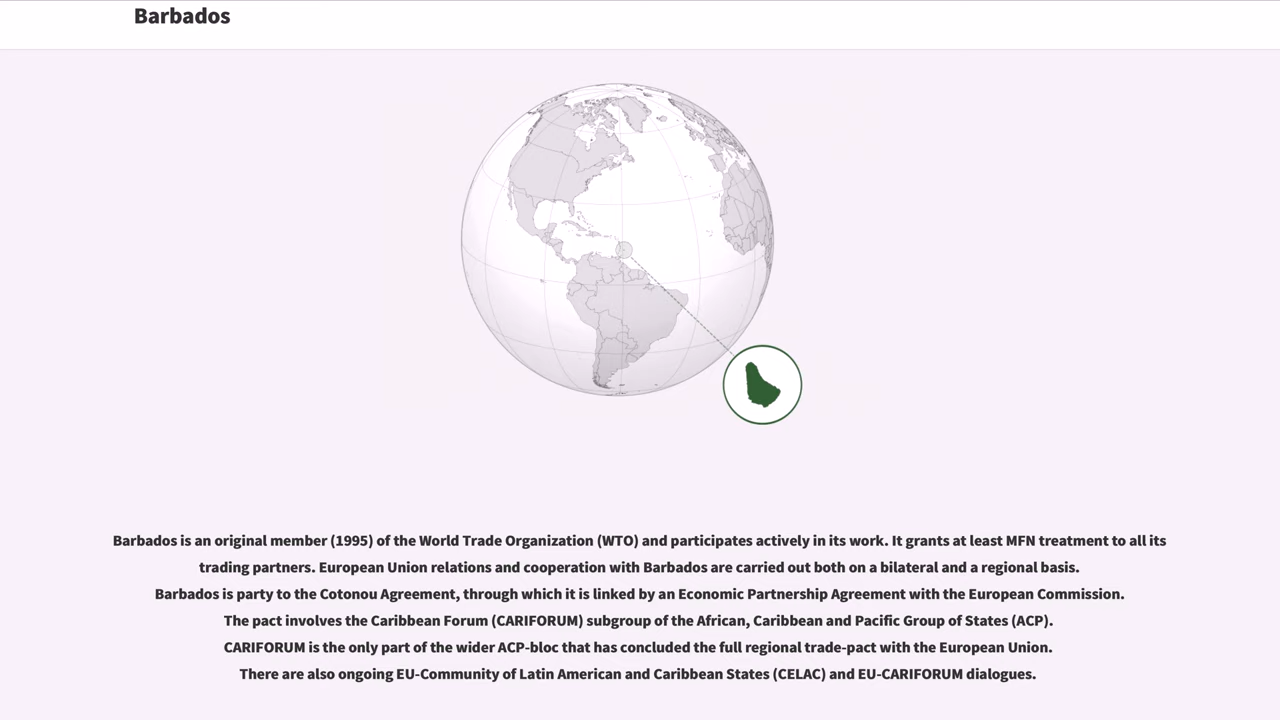 Barbados
Barbados is an original member (1995) of the World Trade Organization (WTO) and participates actively in its work. It grants at least MFN treatment to all its
trading partners. European Union relations and cooperation with Barbados are carried out both on a bilateral and a regional basis.
Barbados is party to the Cotonou Agreement, through which it is linked by an Economic Partnership Agreement with the European Commission.
The pact involves the Caribbean Forum (CARIFORUM) subgroup of the African, Caribbean and Pacific Group of States (ACP).
CARIFORUM is the only part of the wider ACP-bloc that has concluded the full regional trade-pact with the European Union.
There are also ongoing EU-Community of Latin American and Caribbean States (CELAC) and EU-CARIFORUM dialogues.